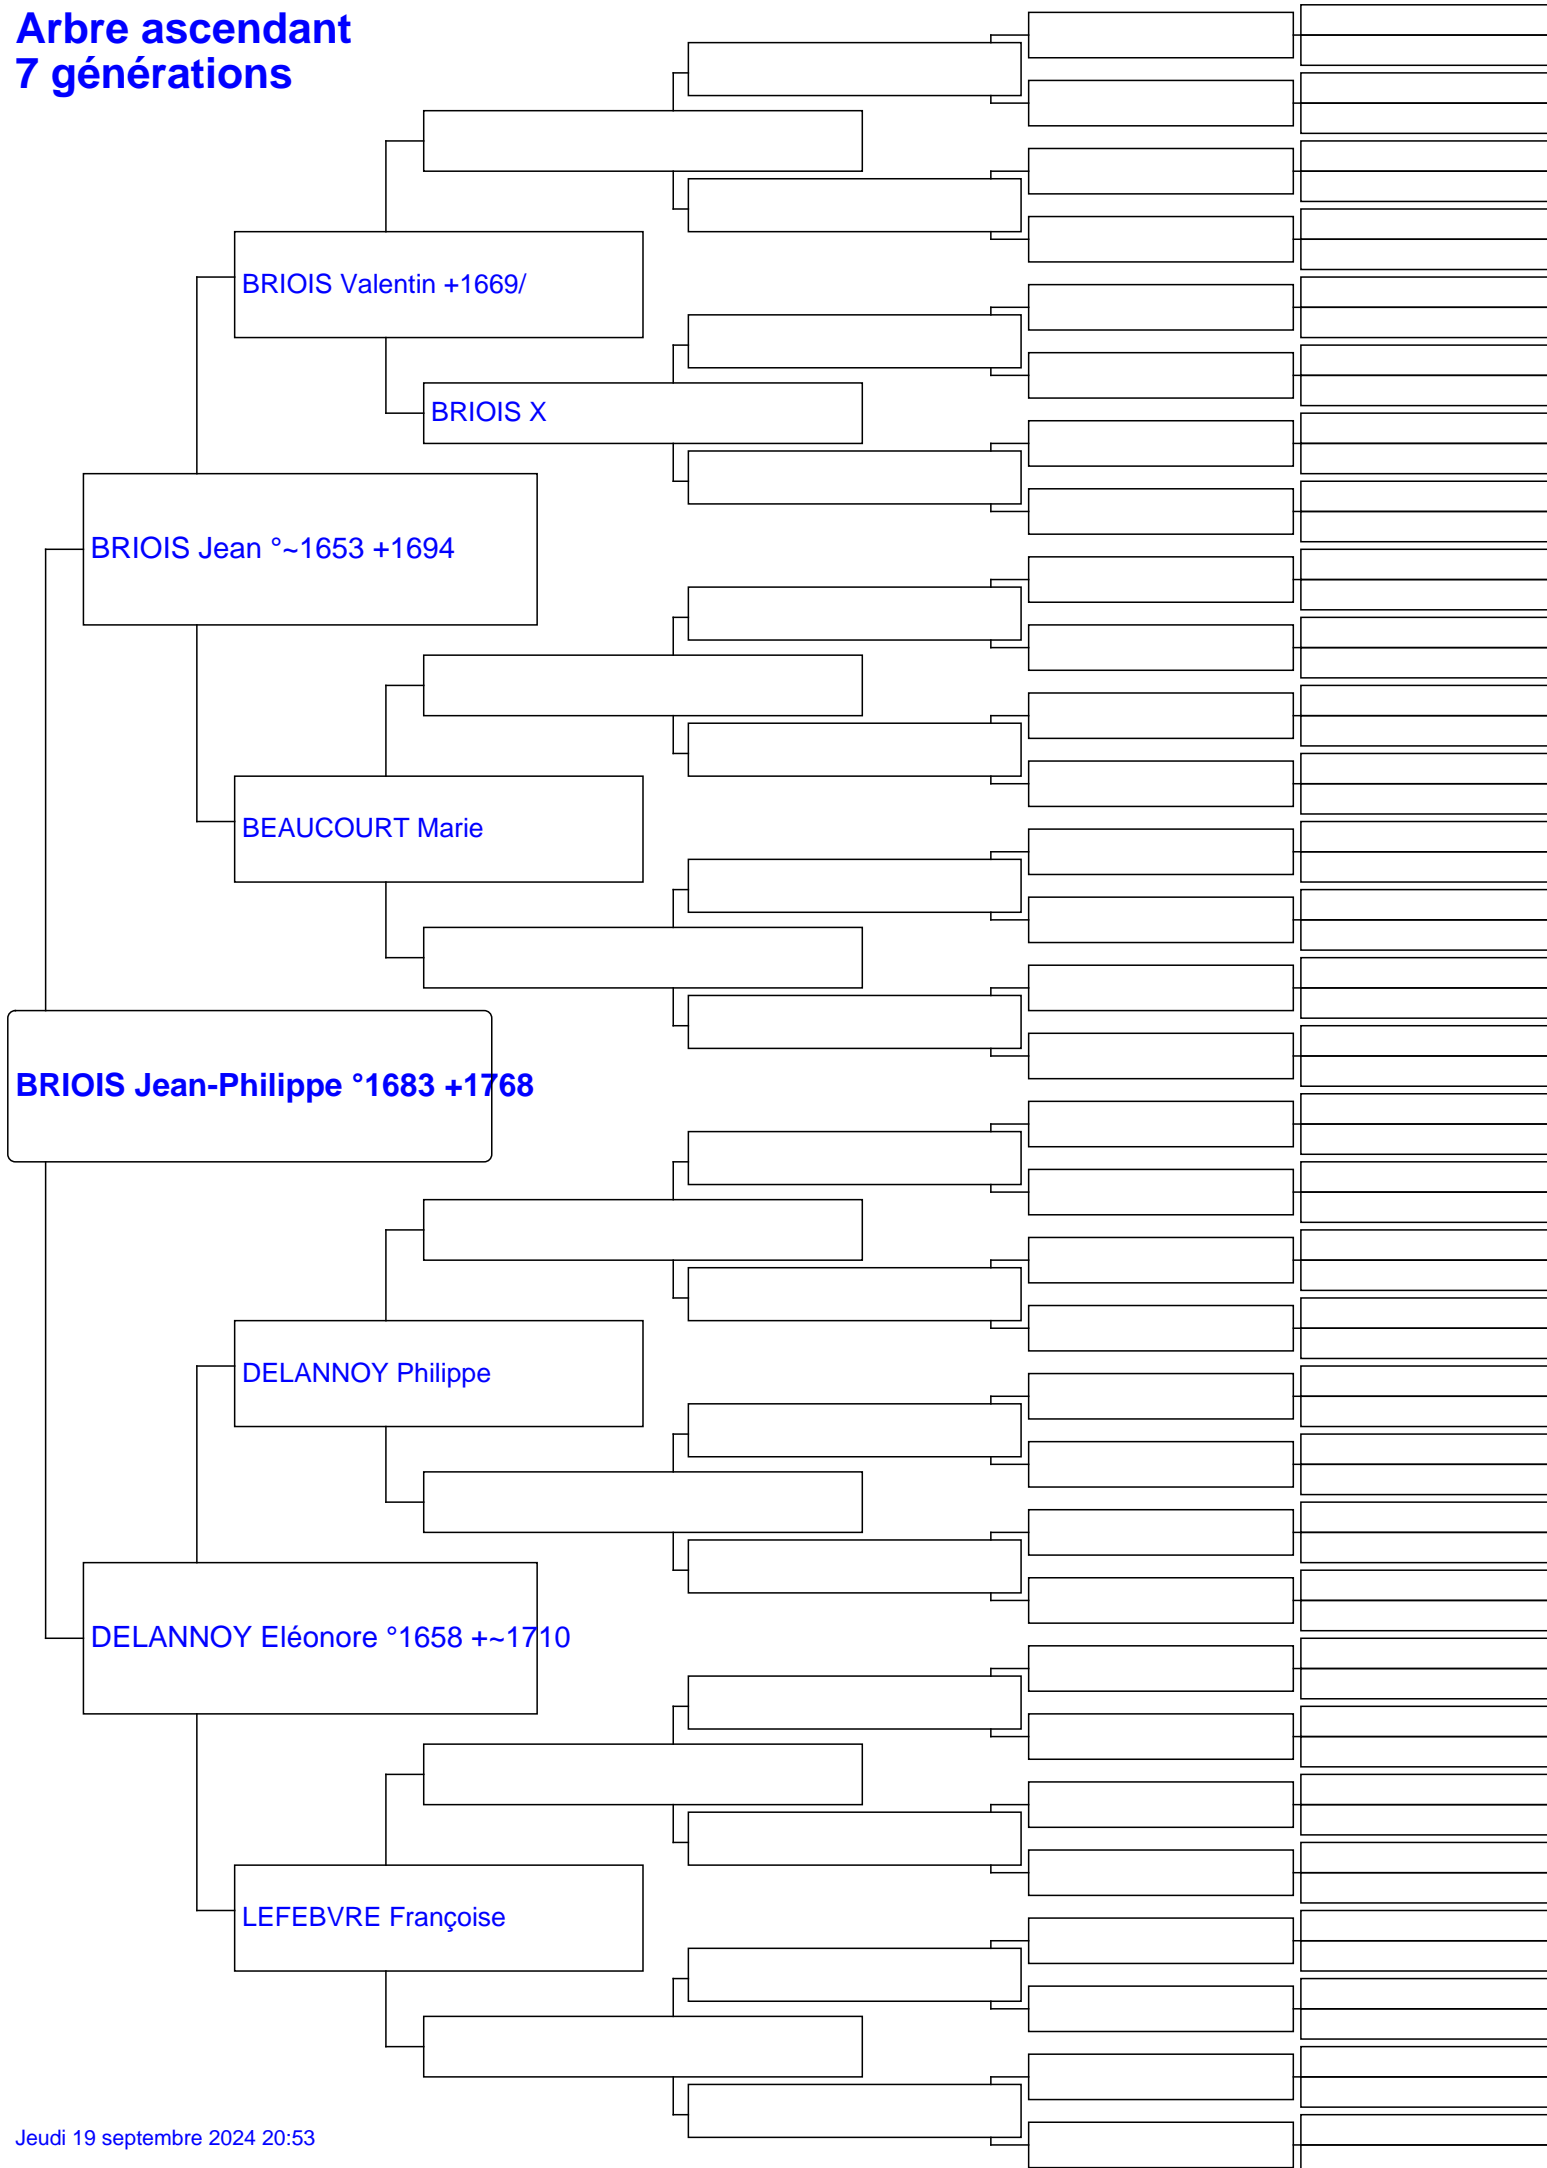 Arbre ascendant
7 générations
BRIOIS Valentin +1669/
BRIOIS X
BRIOIS Jean °~1653 +1694
BEAUCOURT Marie
BRIOIS Jean-Philippe °1683 +1768
DELANNOY Philippe
DELANNOY Eléonore °1658 +~1710
LEFEBVRE Françoise
Jeudi 19 septembre 2024 20:53